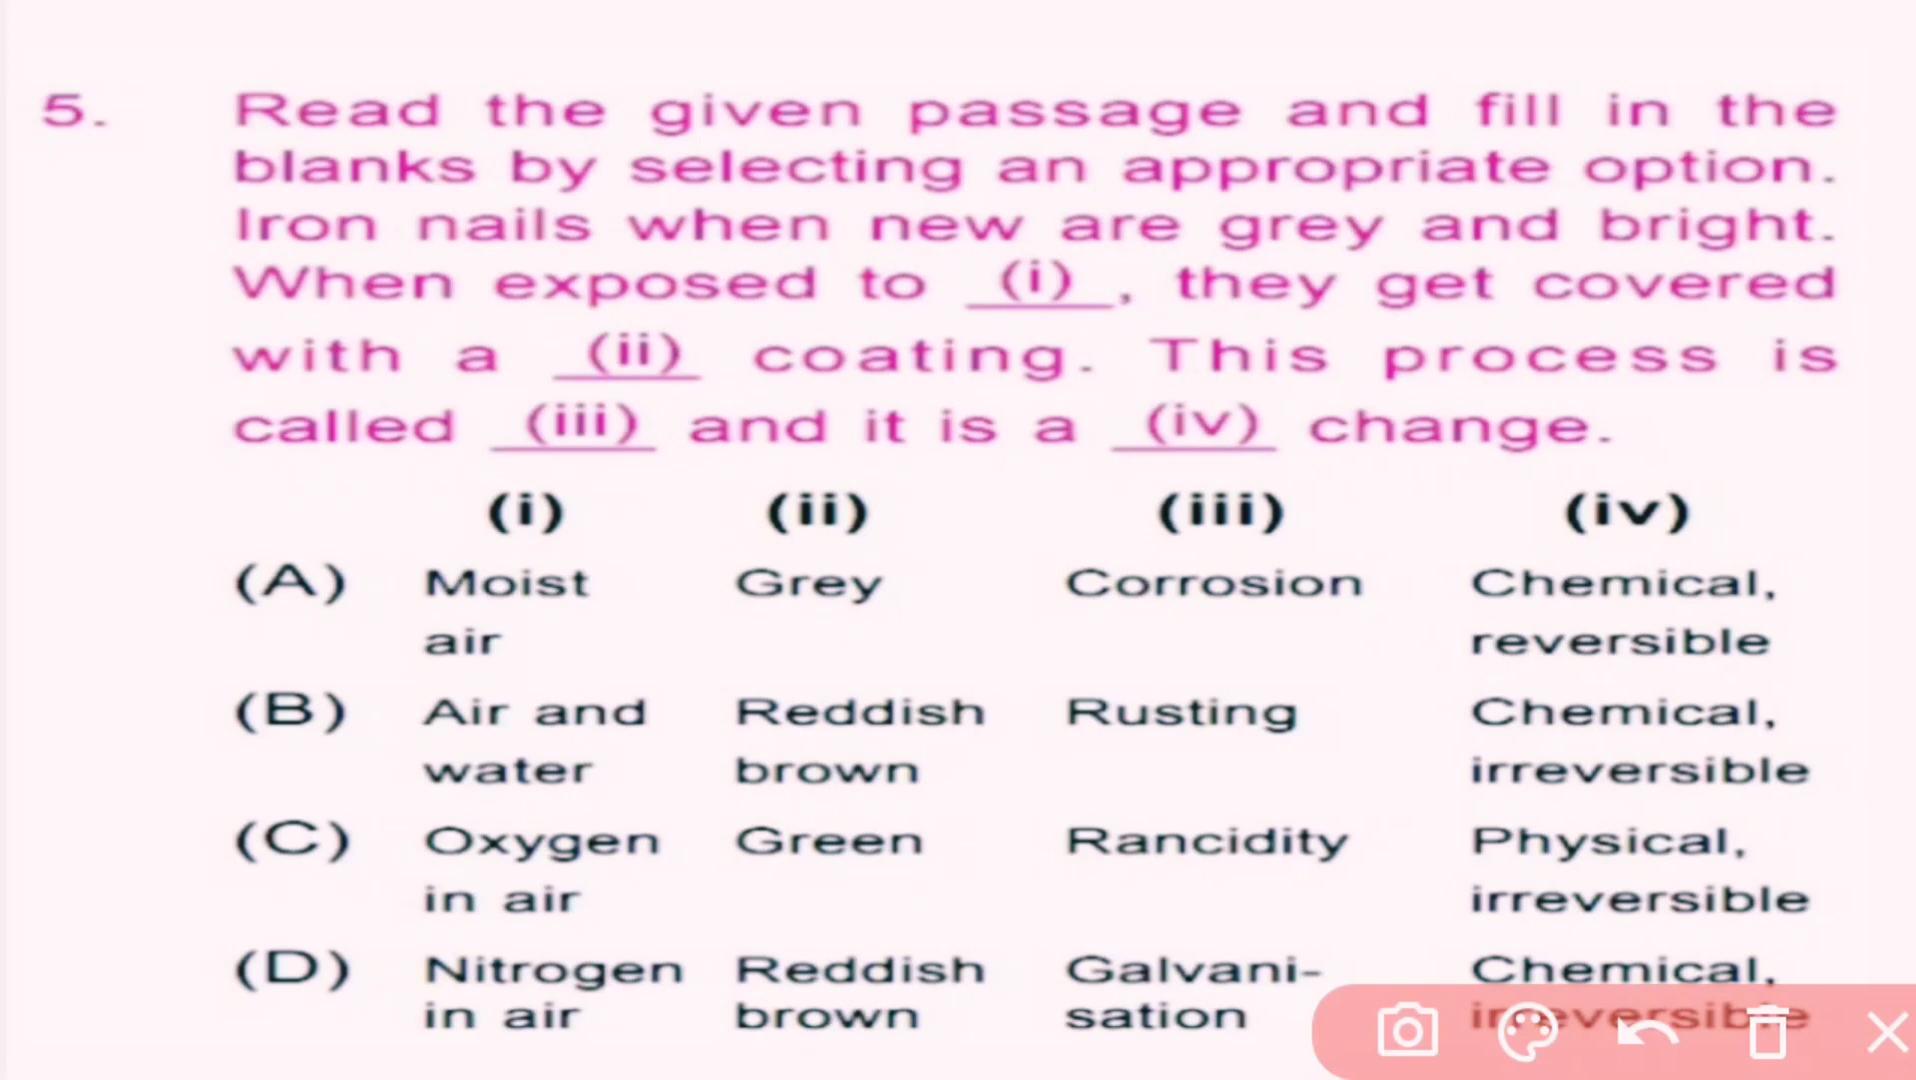 5. Read the given passage and fill in the
blanks by selecting an appropriate option.
Iron nails when new are grey and bright.
When exposed to (i), they get covered
with a (ii) coating. This process is
called (iii) and it is a (iv) change.
(i) (ii) (iii) (iv)
(A) Moist Grey Corrosion Chemical,
air reversible
(B) Air and Reddish Rusting Chemical,
water brown irreversible
(C) Oxygen Green Rancidity Physical,
in air irreversible
(D) Nitrogen Reddish Galvani- Chemical,
in air brown sation irreversible